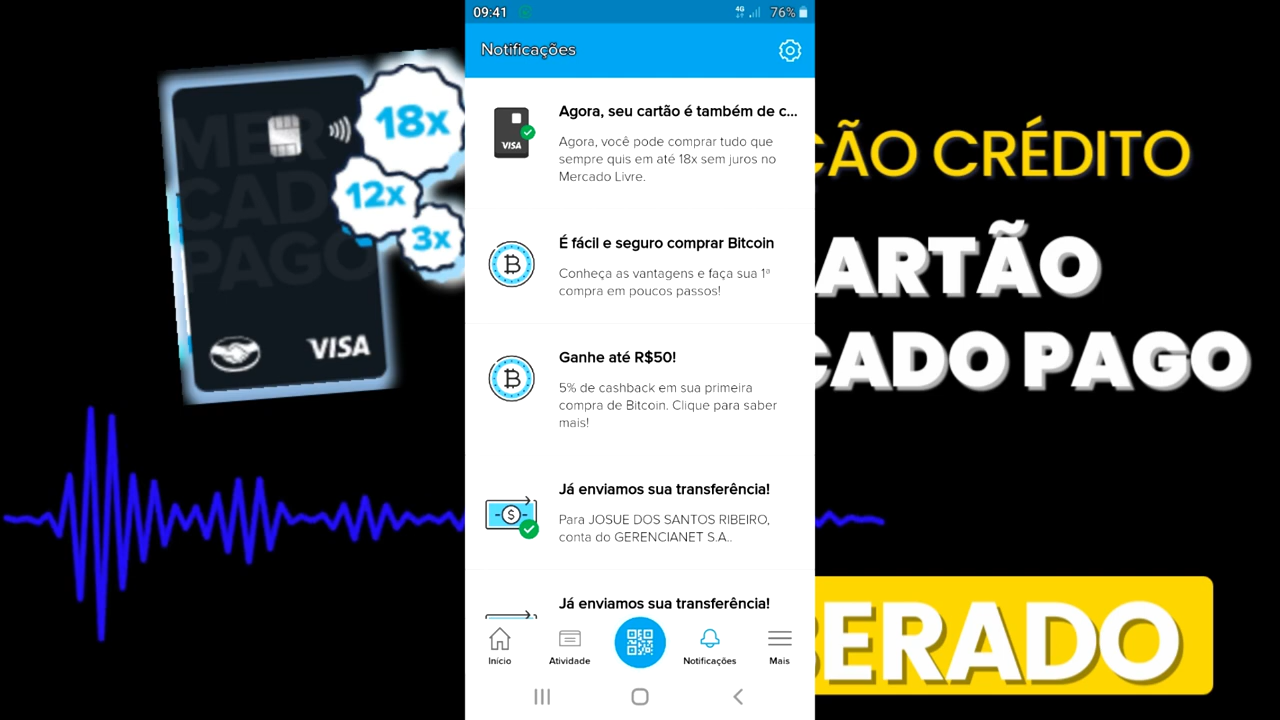 09:41
4G
76%
Notificações
Agora, seu cartão é também de c...
Agora, você pode comprar tudo que
sempre quis em até 18x sem juros no
Mercado Livre.
VISA
É fácil e seguro comprar Bitcoin
Conheça as vantagens e faça sua 1ª
compra em poucos passos!
Ganhe até R$50!
5% de cashback em sua primeira
compra de Bitcoin. Clique para saber
mais!
Já enviamos sua transferência!
Para JOSUE DOS SANTOS RIBEIRO,
conta do GERENCIANET S.A..
Já enviamos sua transferência!
Início
Atividade
Notificações
Mais
MER
CAD
PAGO
18x
12x
3x
VISA
ÇÃO CRÉDITO
ARTÃO
CADO PAGO
BERADO